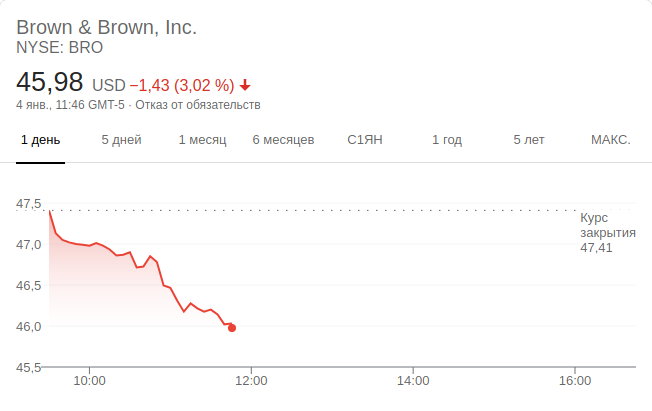 Brown & Brown, Inc.
NYSE: BRO
45,98 USD −1,43 (3,02 %)
4 янв., 11:46 GMT-5 · Отказ от обязательств
1 день 5 дней 1 месяц 6 месяцев С1ЯН 1 год 5 лет МАКС.
47,5
Курс
закрытия
47,41
47,0
46,5
46,0
45,5
10:00 12:00 14:00 16:00